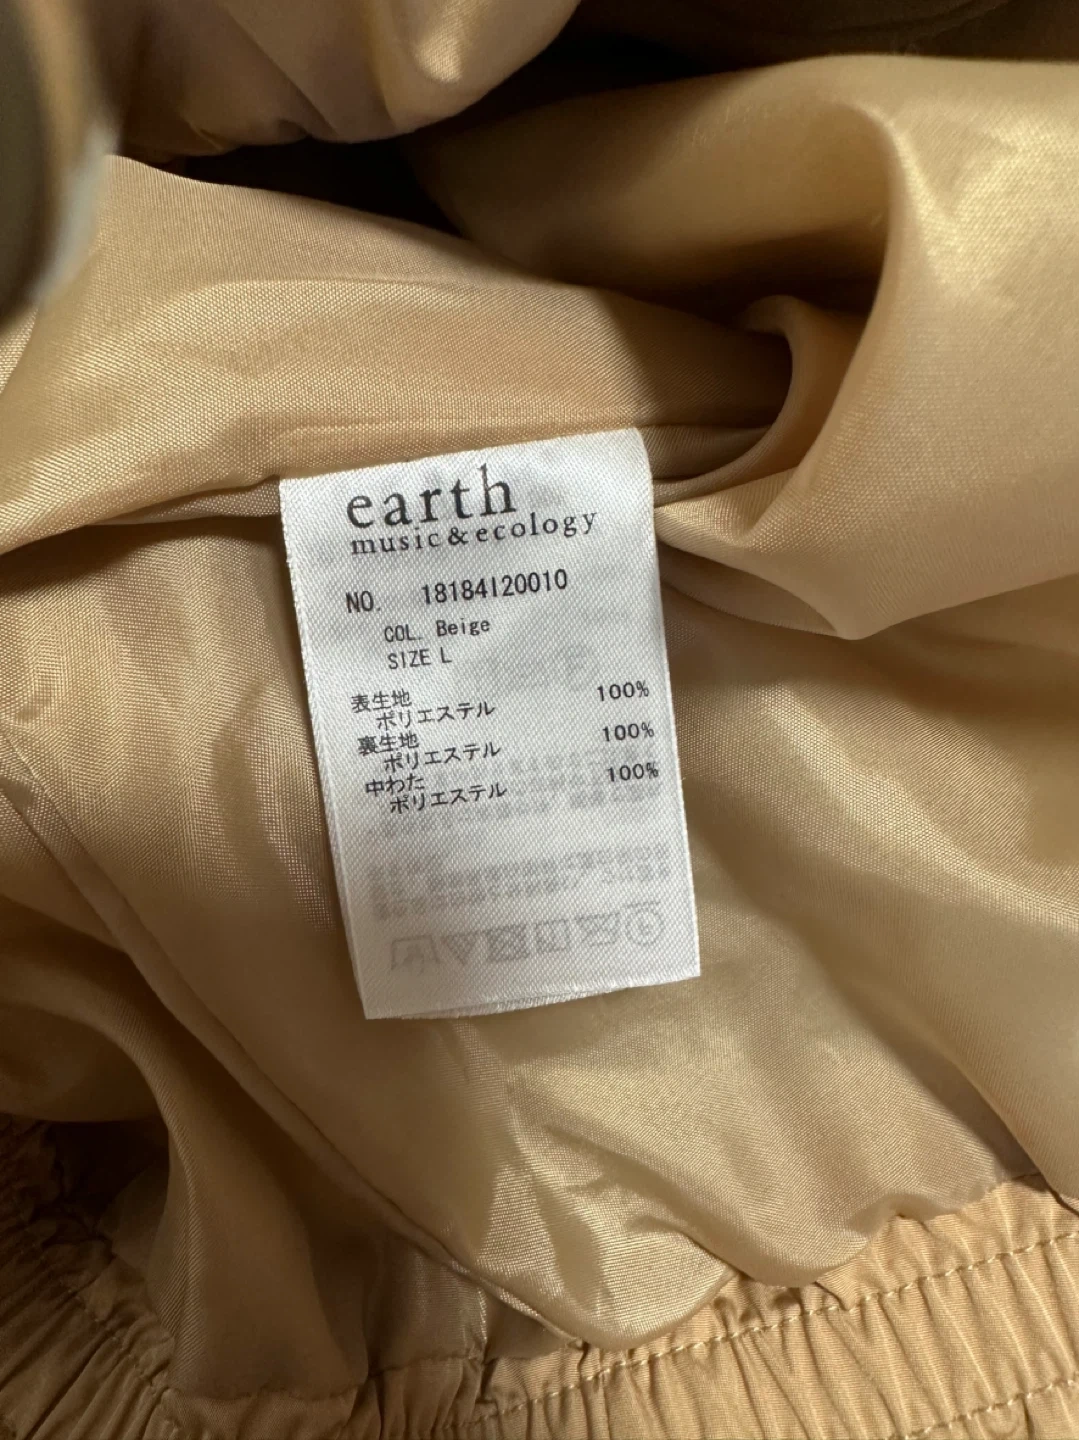 earth
music & ecology
NO. 18184I20010
COL. Beige
SIZE L
表生地
ポリエステル 100%
裏生地
ポリエステル 100%
中わた
ポリエステル 100%